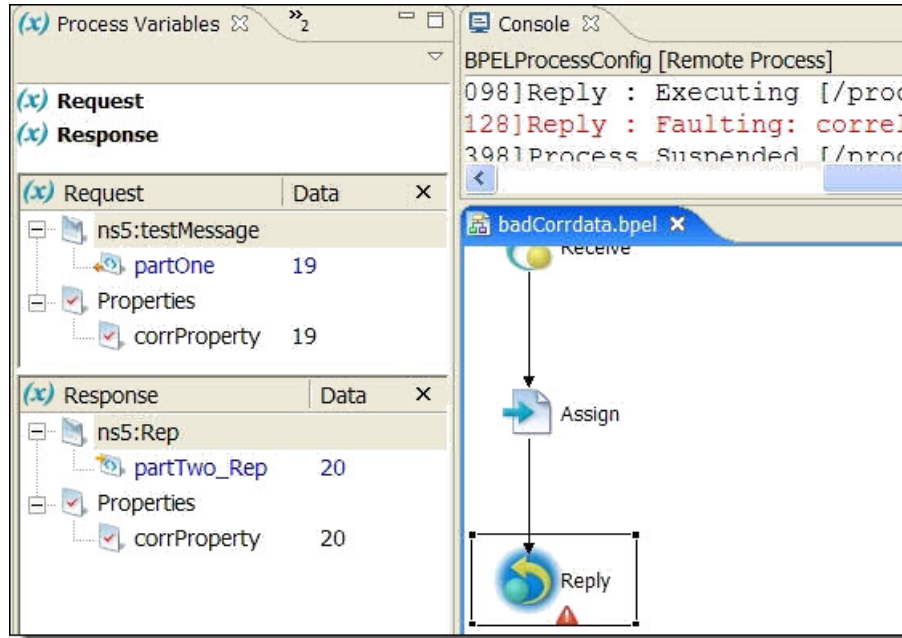 (x) Process Variables
»2
(x) Request
(x) Response
(x) Request Data
ns5:testMessage
partOne 19
Properties
corrProperty 19
(x) Response Data
ns5:Rep
partTwo_Rep 20
Properties
corrProperty 20
Console
BPELProcessConfig [Remote Process]
098]Reply : Executing [/proc
128]Reply : Faulting: correl
398]Process Suspended [/proc
badCorrdata.bpel
Receive
Assign
Reply